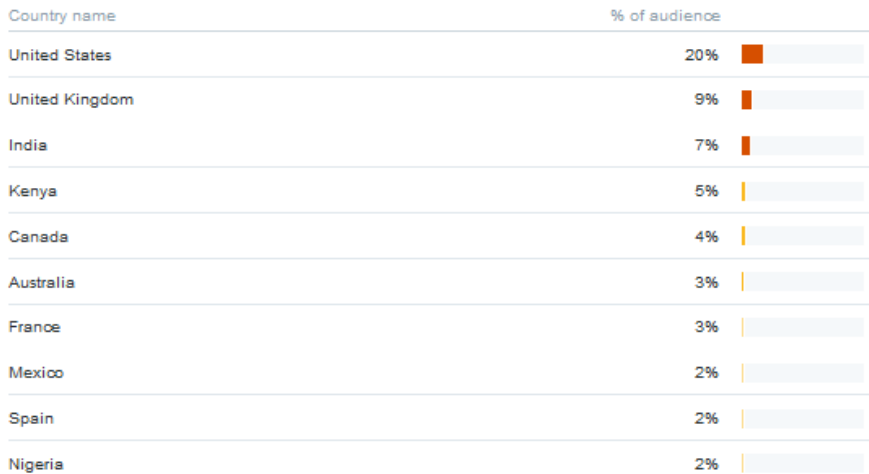 Country name % of audience
United States 20%
United Kingdom 9%
India 7%
Kenya 5%
Canada 4%
Australia 3%
France 3%
Mexico 2%
Spain 2%
Nigeria 2%